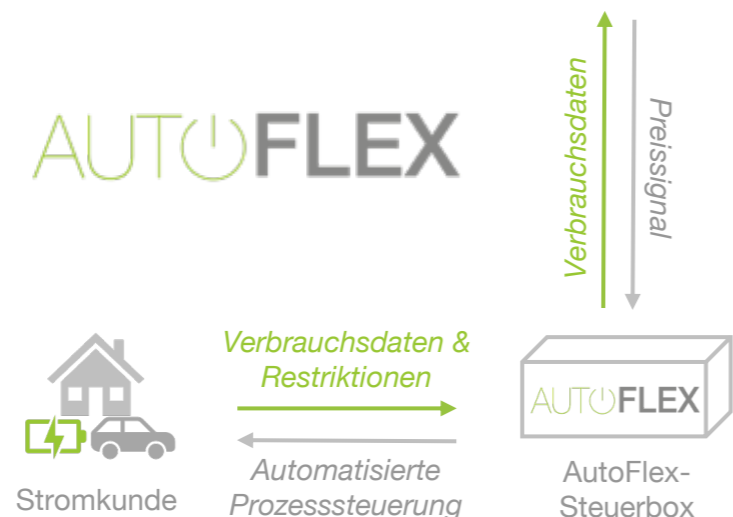 AUTOFLEX
Verbrauchsdaten
Preissignal
Verbrauchsdaten &
Restriktionen
AUTOFLEX
Automatisierte
Prozesssteuerung
Stromkunde
AutoFlex-
Steuerbox